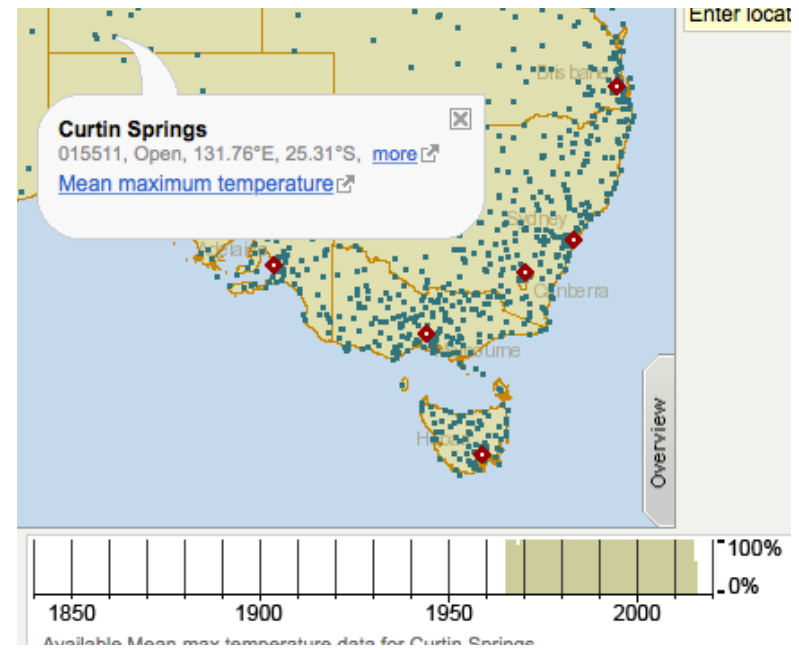 Enter locat
Brisbane
Curtin Springs
015511, Open, 131.76°E, 25.31°S, more
Mean maximum temperature
Sydney
Adelaide
Canberra
Melbourne
Hobart
Overview
100%
0%
1850 1900 1950 2000
Available Mean max temperature data for Curtin Springs